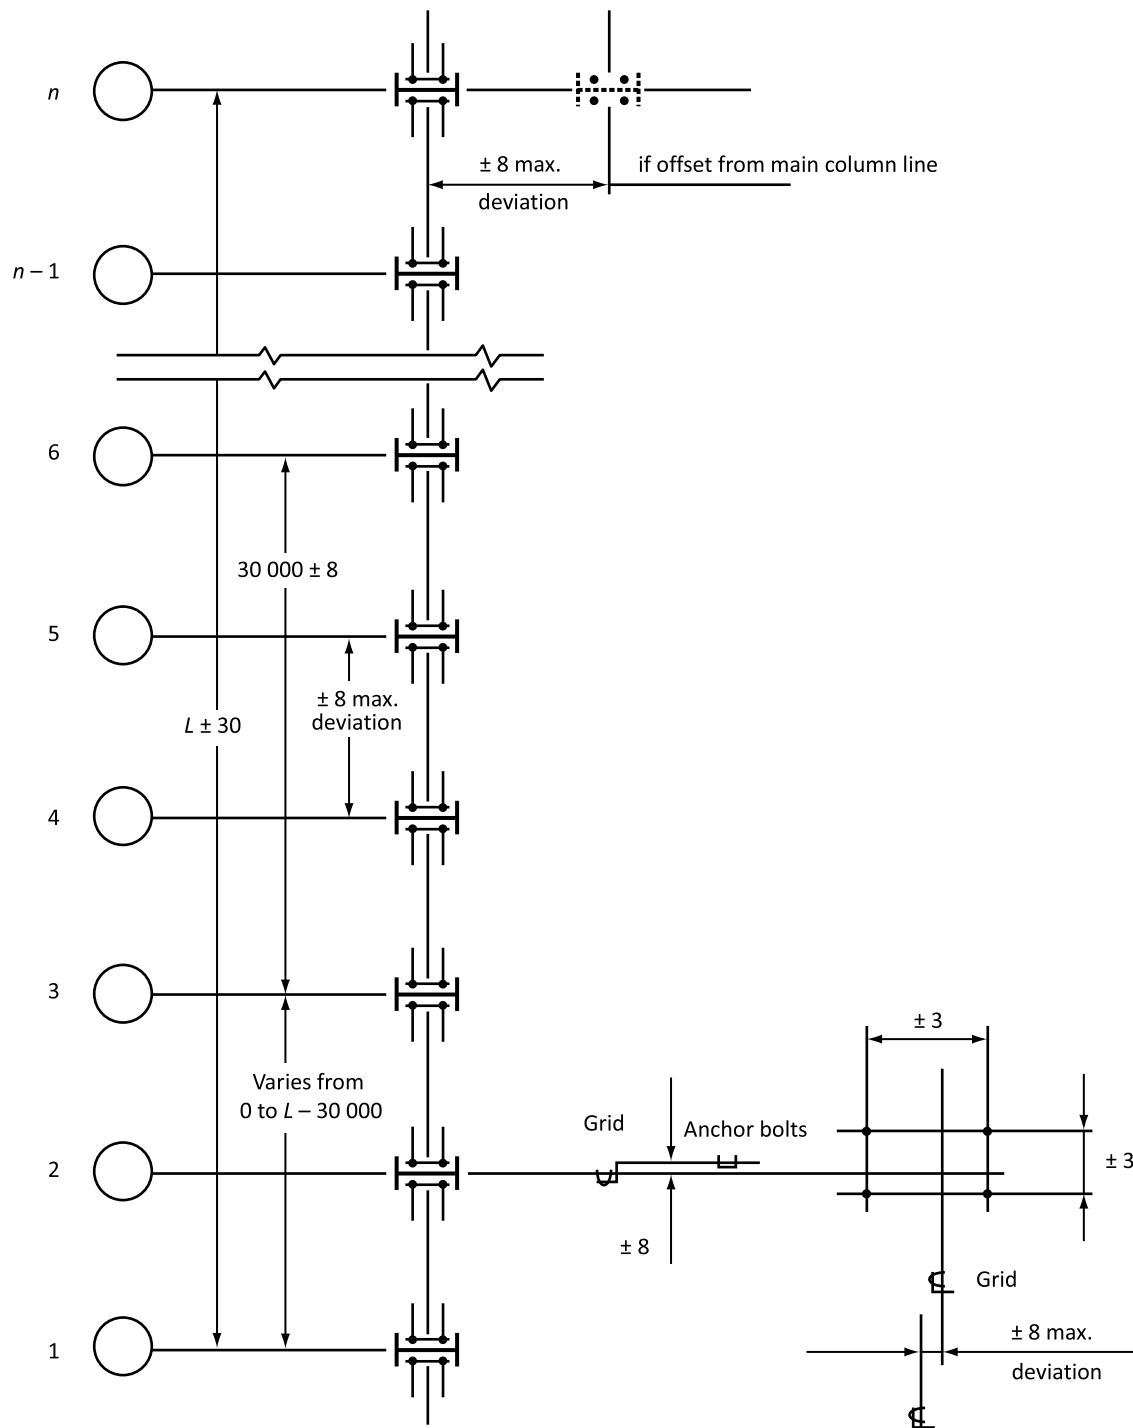 n
± 8 max.
deviation
if offset from main column line
n – 1
6
30 000 ± 8
5
± 8 max.
deviation
L ± 30
4
3
± 3
Varies from
0 to L – 30 000
Grid
Anchor bolts
2
± 3
± 8
Grid
1
± 8 max.
deviation